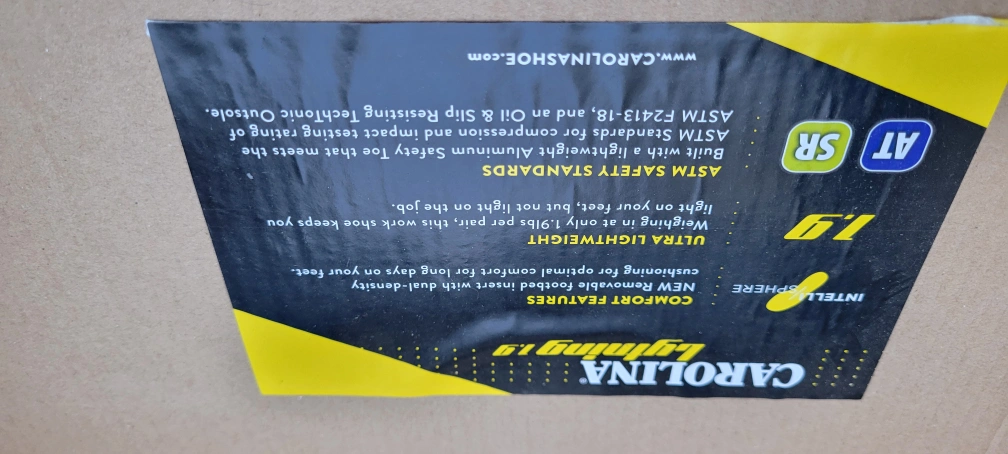 CAROLINA®
Lytning 1.9
INTELLISPHERE
COMFORT FEATURES
NEW Removable footbed insert with dual-density
cushioning for optimal comfort for long days on your feet.
1.9
ULTRA LIGHTWEIGHT
Weighing in at only 1.9lbs per pair, this work shoe keeps you
light on your feet, but not light on the job.
AT SR
ASTM SAFETY STANDARDS
Built with a lightweight Aluminum Safety Toe that meets the
ASTM Standards for compression and impact testing rating of
ASTM F2413-18, and an Oil & Slip Resisting TechTonic Outsole.
www.CAROLINASHOE.com